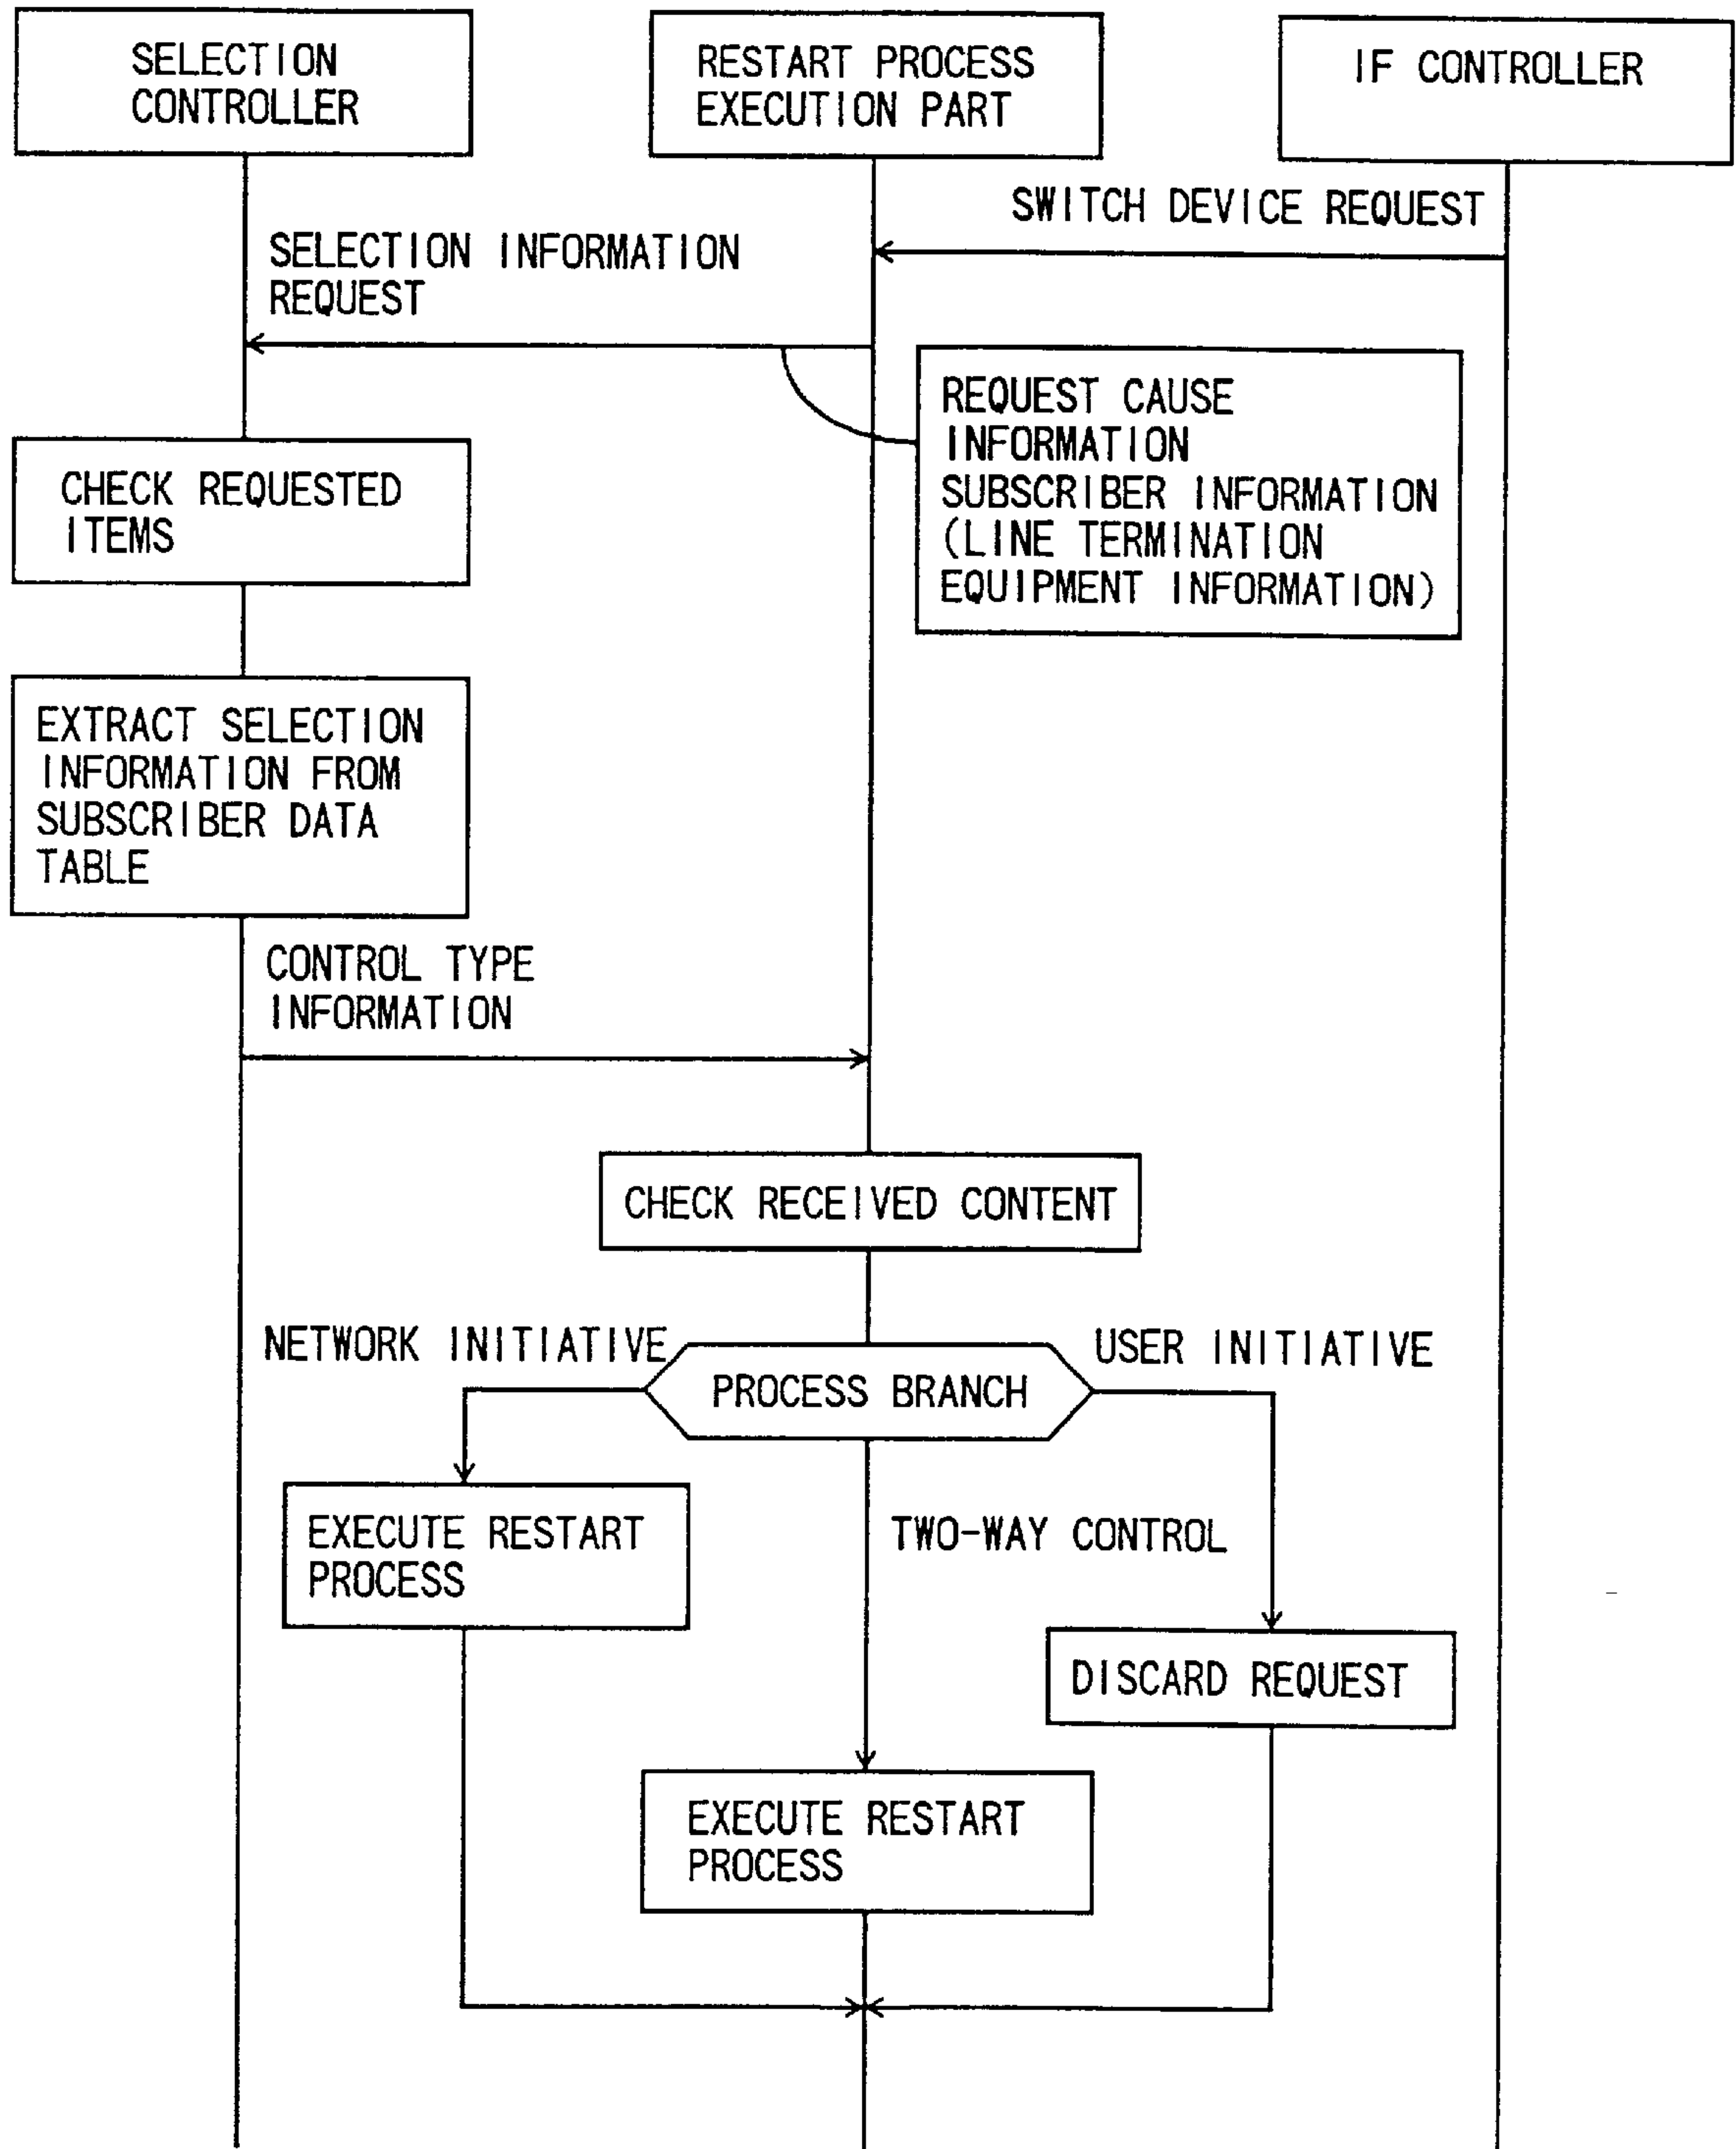 SELECTION
CONTROLLER
RESTART PROCESS
EXECUTION PART
IF CONTROLLER
SWITCH DEVICE REQUEST
SELECTION INFORMATION
REQUEST
REQUEST CAUSE
INFORMATION
SUBSCRIBER INFORMATION
(LINE TERMINATION
EQUIPMENT INFORMATION)
CHECK REQUESTED
ITEMS
EXTRACT SELECTION
INFORMATION FROM
SUBSCRIBER DATA
TABLE
CONTROL TYPE
INFORMATION
CHECK RECEIVED CONTENT
NETWORK INITIATIVE
USER INITIATIVE
PROCESS BRANCH
EXECUTE RESTART
PROCESS
TWO-WAY CONTROL
DISCARD REQUEST
EXECUTE RESTART
PROCESS